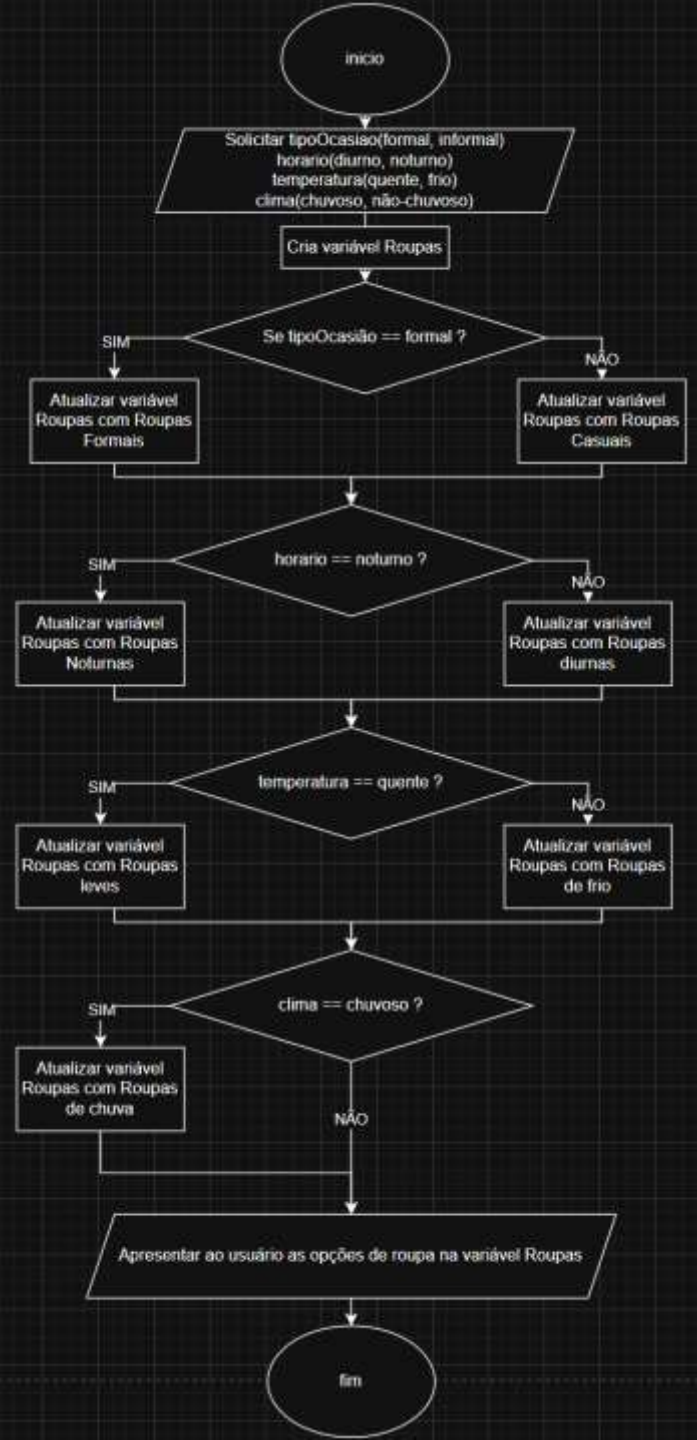 inicio
Solicitar tipoOcasiao(formal, informal)
horario(diurno, noturno)
temperatura(quente, frio)
clima(chuvoso, não-chuvoso)
Cria variável Roupas
Se tipoOcasião == formal ?
SIM
NÃO
Atualizar variável
Roupas com Roupas
Formais
Atualizar variável
Roupas com Roupas
Casuais
horario == noturno ?
SIM
NÃO
Atualizar variável
Roupas com Roupas
Noturnas
Atualizar variável
Roupas com Roupas
diurnas
temperatura == quente ?
SIM
NÃO
Atualizar variável
Roupas com Roupas
leves
Atualizar variável
Roupas com Roupas
de frio
clima == chuvoso ?
SIM
Atualizar variável
Roupas com Roupas
de chuva
NÃO
Apresentar ao usuário as opções de roupa na variável Roupas
fim